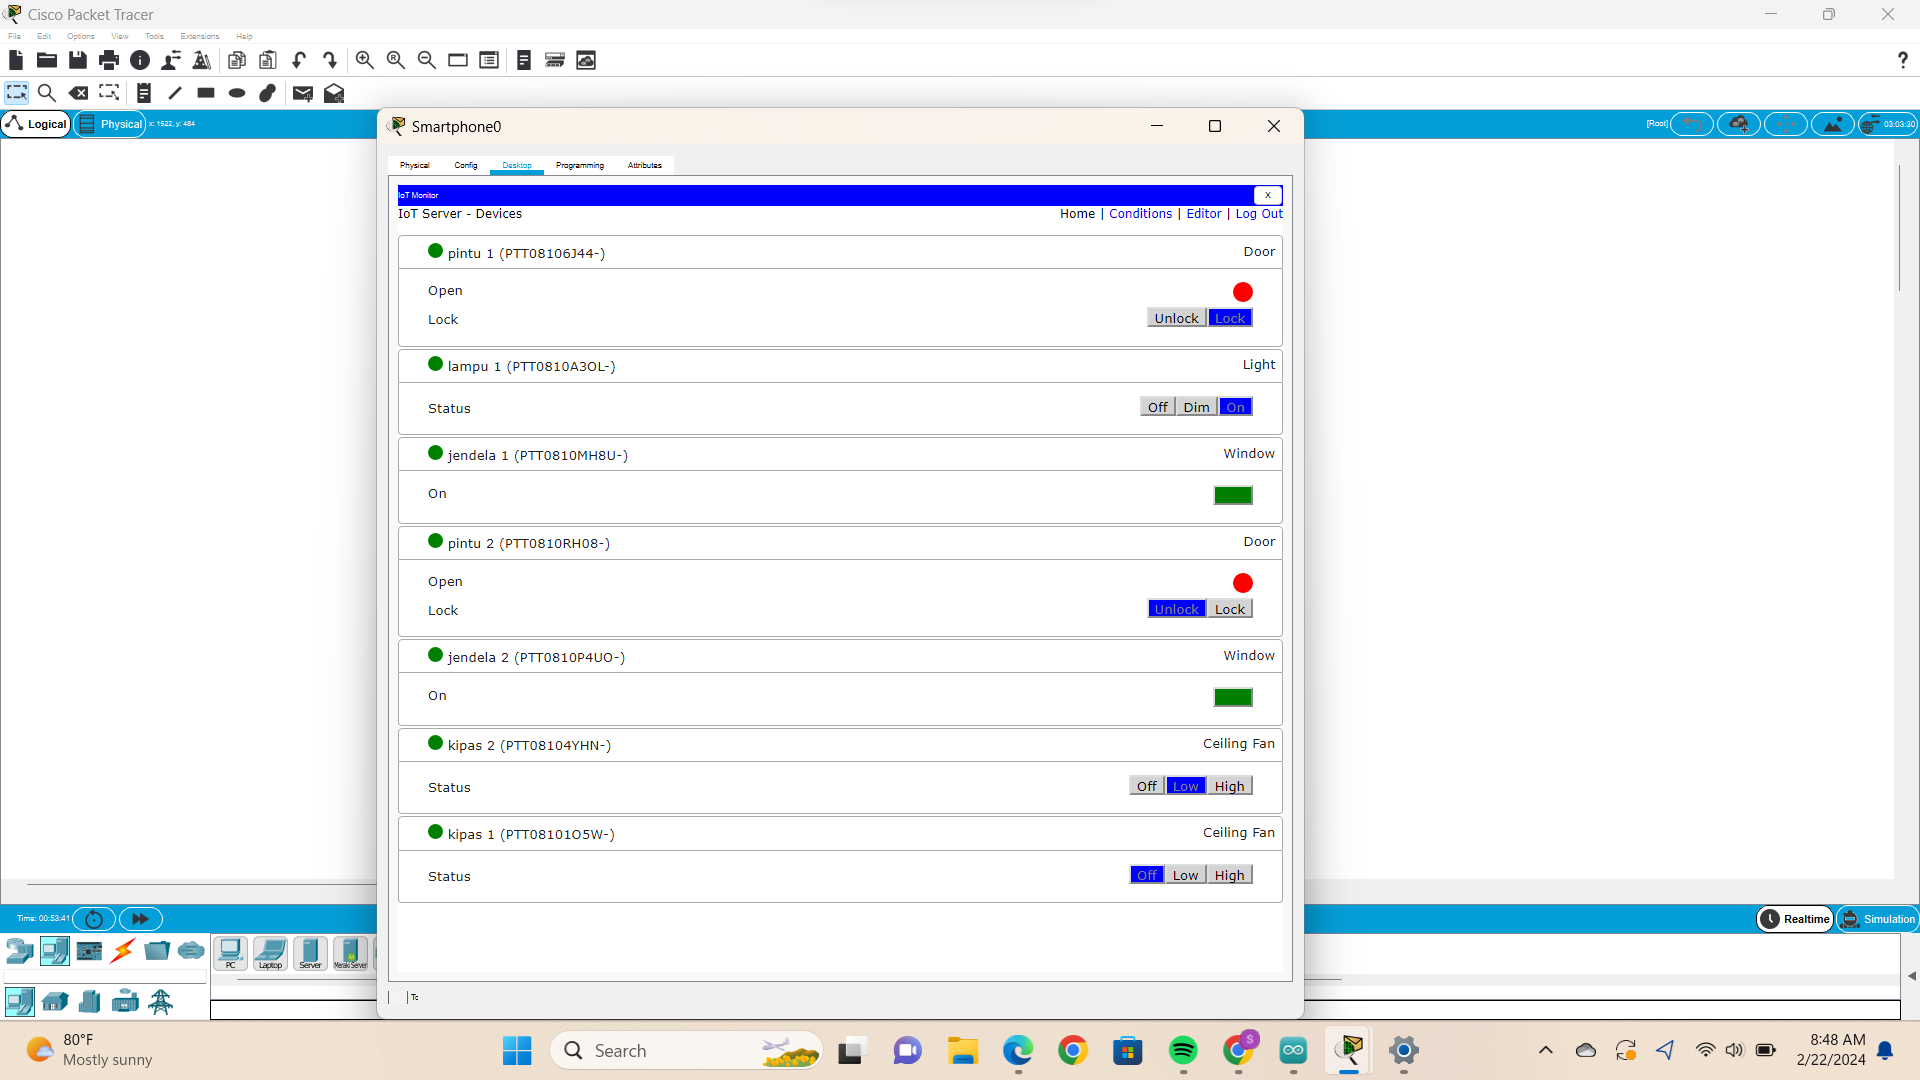 Cisco Packet Tracer
File Edit Options View Tools Extensions Help
Logical
Physical
x: 1522, y: 484
[Root]
03:03:30
Smartphone0
Physical Config Desktop Programming Attributes
IoT Monitor
X
IoT Server - Devices
Home | Conditions | Editor | Log Out
pintu 1 (PTT08106J44-)
Door
Open
Lock
Unlock Lock
lampu 1 (PTT0810A3OL-)
Light
Status
Off Dim On
jendela 1 (PTT0810MH8U-)
Window
On
pintu 2 (PTT0810RH08-)
Door
Open
Lock
Unlock Lock
jendela 2 (PTT0810P4UO-)
Window
On
kipas 2 (PTT08104YHN-)
Ceiling Fan
Status
Off Low High
kipas 1 (PTT08101O5W-)
Ceiling Fan
Status
Off Low High
Time: 00:53:41
Realtime
Simulation
PC
Laptop
Server
Meraki Server
80°F
Mostly sunny
Search
S
8:48 AM
2/22/2024